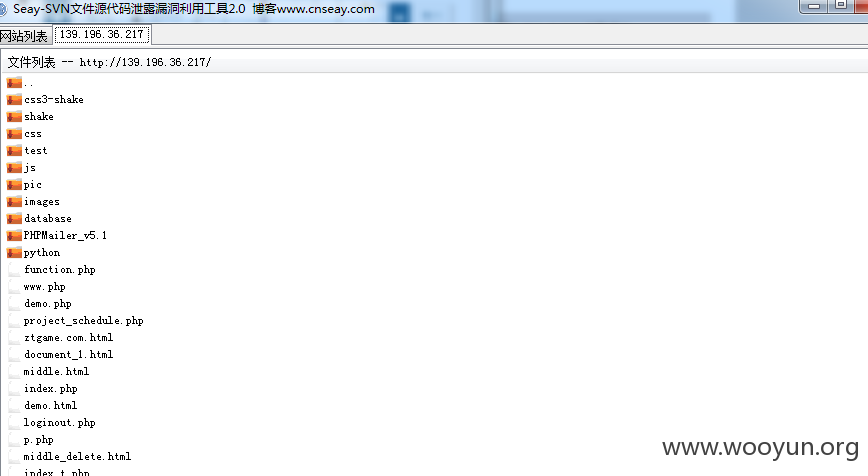 Seay-SVN文件源代码泄露漏洞利用工具2.0 博客www.cnseay.com
网站列表 139.196.36.217
文件列表 -- http://139.196.36.217/
..
css3-shake
shake
css
test
js
pic
images
database
PHPMailer_v5.1
python
function.php
www.php
demo.php
project_schedule.php
ztgame.com.html
document_1.html
middle.html
index.php
demo.html
loginout.php
p.php
middle_delete.html
index_t.php
www.wooyun.org